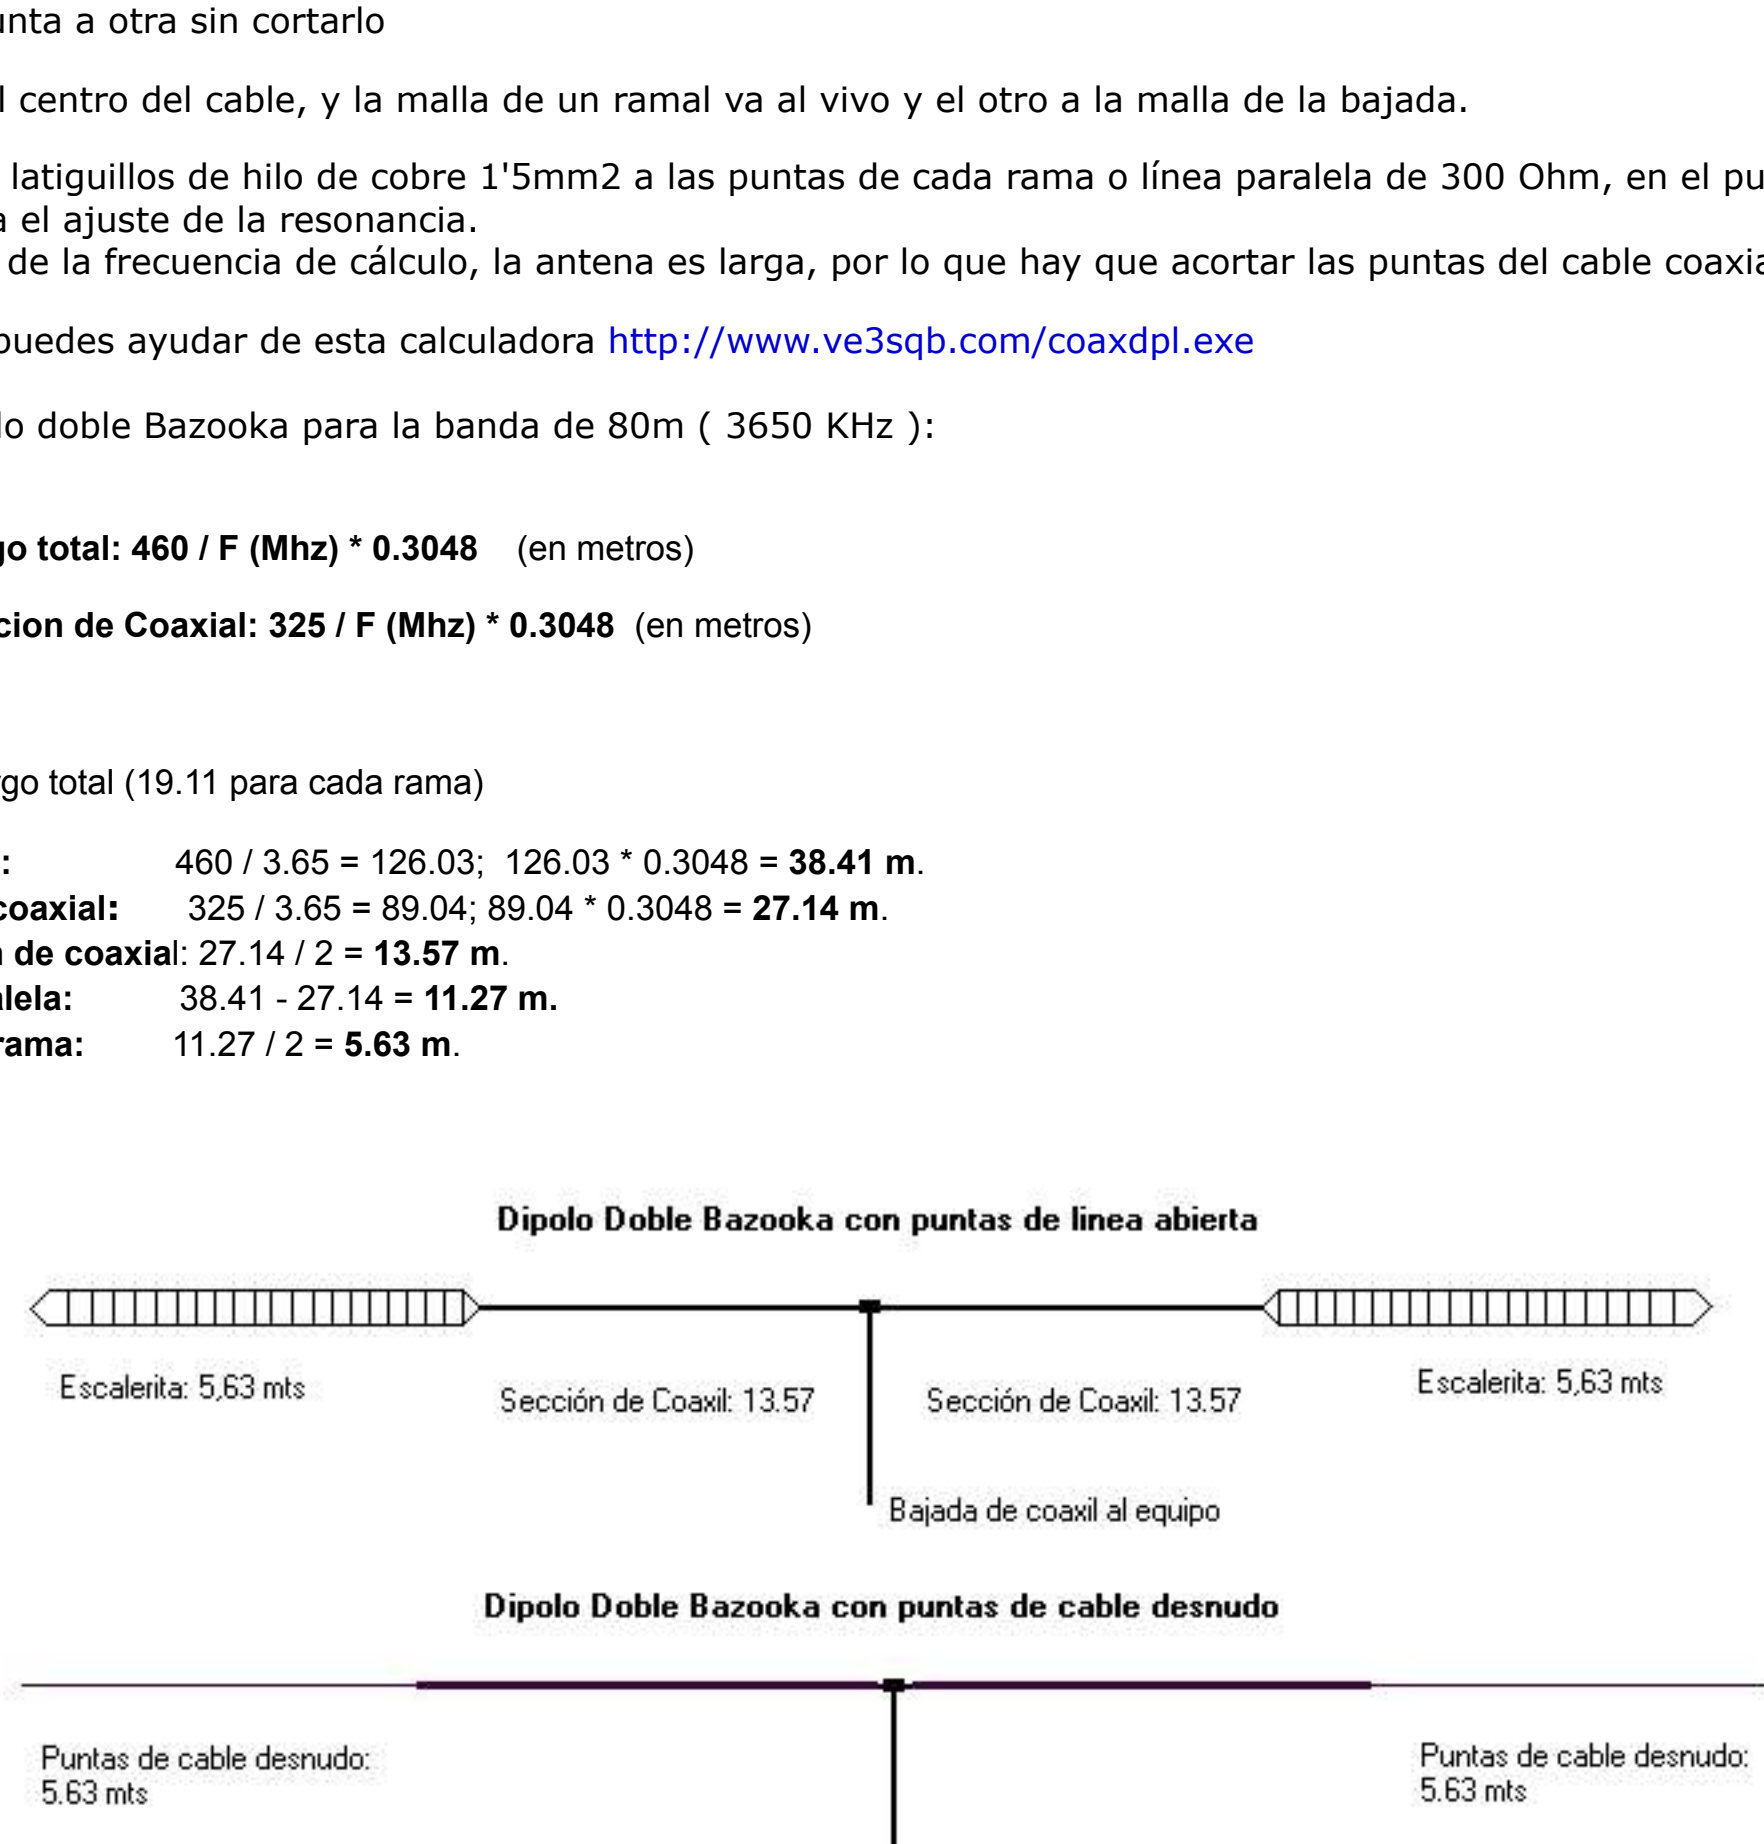 unta a otra sin cortarlo
l centro del cable, y la malla de un ramal va al vivo y el otro a la malla de la bajada.
latiguillos de hilo de cobre 1'5mm2 a las puntas de cada rama o línea paralela de 300 Ohm, en el pu
a el ajuste de la resonancia.
de la frecuencia de cálculo, la antena es larga, por lo que hay que acortar las puntas del cable coaxia
puedes ayudar de esta calculadora http://www.ve3sqb.com/coaxdpl.exe
lo doble Bazooka para la banda de 80m ( 3650 KHz ):
go total: 460 / F (Mhz) * 0.3048 (en metros)
cion de Coaxial: 325 / F (Mhz) * 0.3048 (en metros)
rgo total (19.11 para cada rama)
: 460 / 3.65 = 126.03; 126.03 * 0.3048 = 38.41 m.
coaxial: 325 / 3.65 = 89.04; 89.04 * 0.3048 = 27.14 m.
n de coaxial: 27.14 / 2 = 13.57 m.
alela: 38.41 - 27.14 = 11.27 m.
rama: 11.27 / 2 = 5.63 m.
Dipolo Doble Bazooka con puntas de linea abierta
Escalerita: 5,63 mts
Sección de Coaxil: 13.57
Sección de Coaxil: 13.57
Escalerita: 5,63 mts
Bajada de coaxil al equipo
Dipolo Doble Bazooka con puntas de cable desnudo
Puntas de cable desnudo:
5.63 mts
Puntas de cable desnudo:
5.63 mts